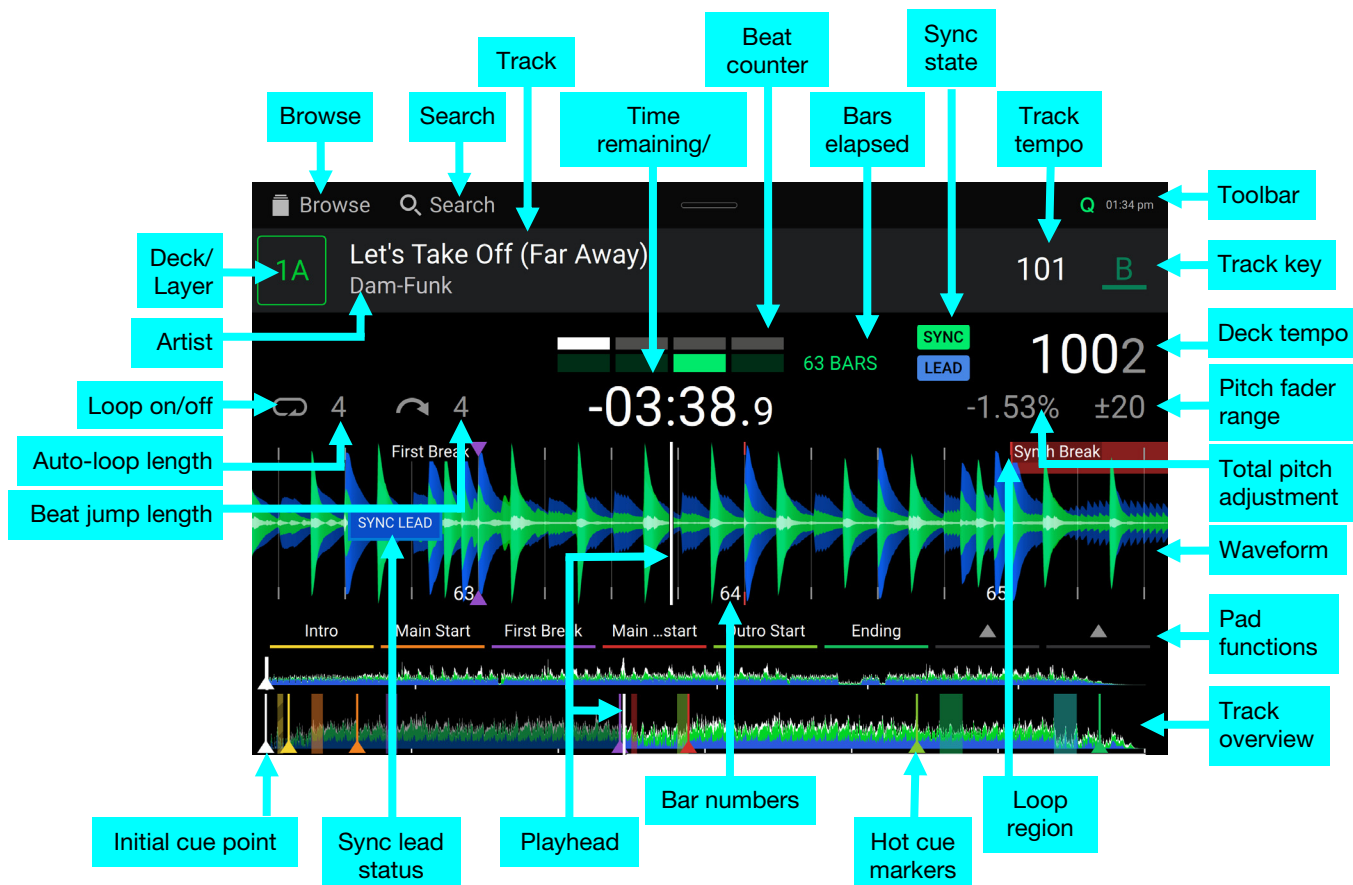 Beat
counter
Sync
state
Track
Browse
Search
Time
remaining/
Bars
elapsed
Track
tempo
Browse
Search
Q
01:34 pm
Toolbar
Deck/
Layer
1A
Let's Take Off (Far Away)
Dam-Funk
101
B
Track key
Artist
SYNC
LEAD
63 BARS
1002
Deck tempo
Loop on/off
4
4
-03:38.9
-1.53%
±20
Pitch fader
range
Auto-loop length
First Break
Synth Break
Total pitch
adjustment
Beat jump length
SYNC LEAD
Waveform
63
64
65
Intro
Main Start
First Break
Main ...start
Outro Start
Ending
Pad
functions
Track
overview
Initial cue point
Sync lead
status
Playhead
Bar numbers
Hot cue
markers
Loop
region